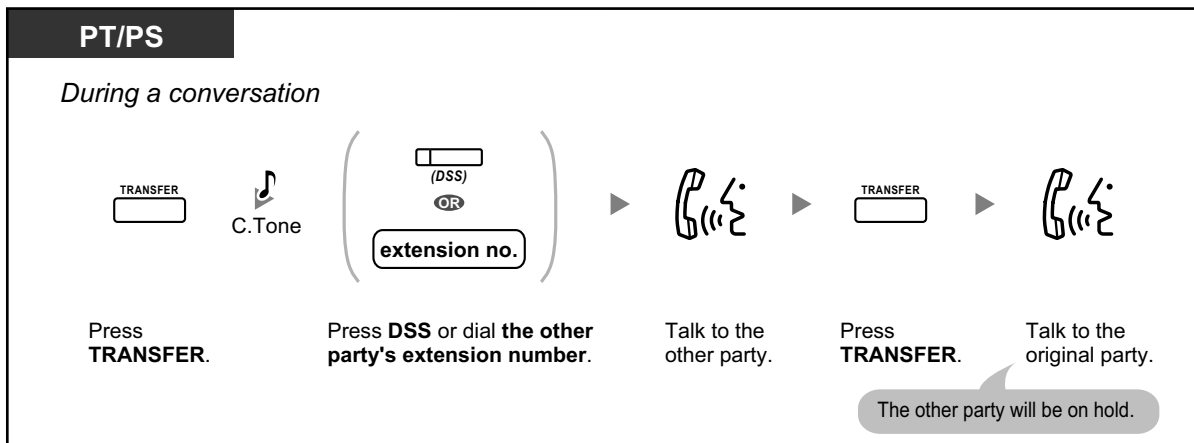 PT/PS
During a conversation
TRANSFER
C.Tone
(DSS)
OR
extension no.
TRANSFER
Press
TRANSFER.
Press DSS or dial the other
party's extension number.
Talk to the
other party.
Press
TRANSFER.
Talk to the
original party.
The other party will be on hold.